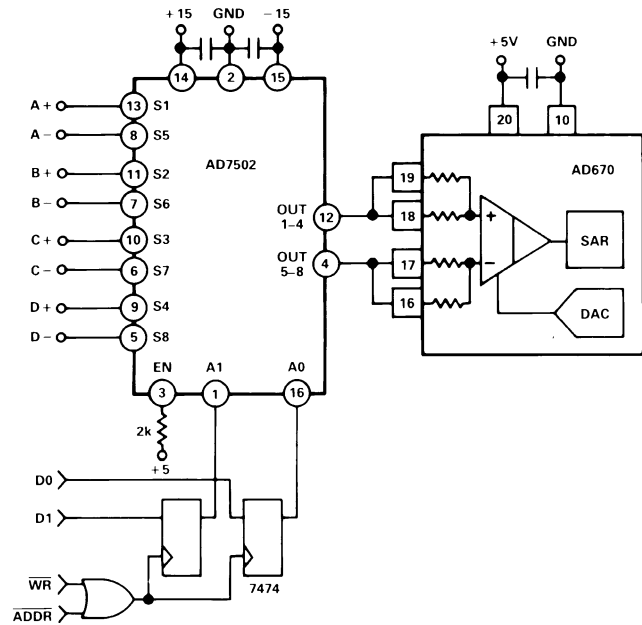 +15 GND -15
14 2 15
+5V GND
20 10
A+ 13 S1
A- 8 S5
B+ 11 S2
B- 7 S6
C+ 10 S3
C- 6 S7
D+ 9 S4
D- 5 S8
AD7502
OUT
1-4
12
OUT
5-8
4
AD670
19
18
17
16
+
-
SAR
DAC
EN A1 A0
3 1 16
2k
+5
D0
D1
7474
WR
ADDR